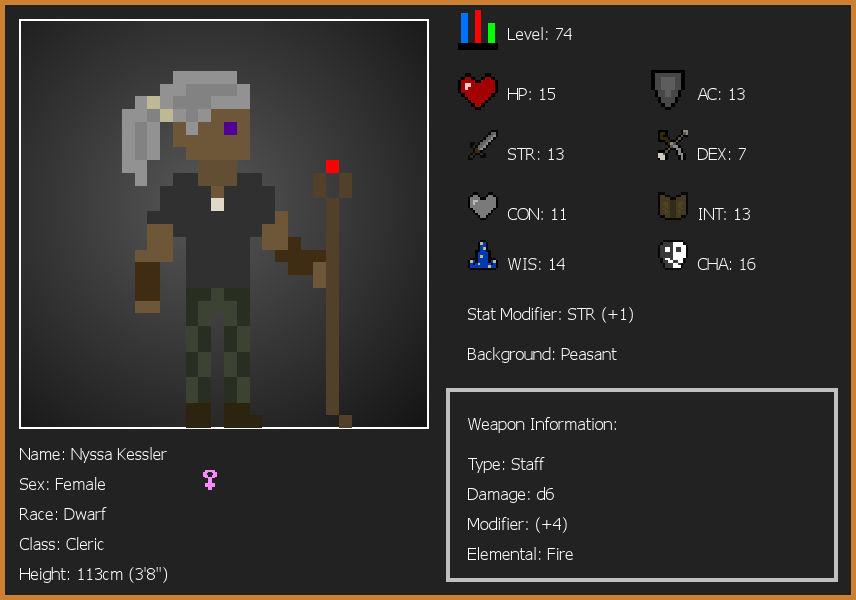 Level: 74
HP: 15
AC: 13
STR: 13
DEX: 7
CON: 11
INT: 13
WIS: 14
CHA: 16
Stat Modifier: STR (+1)
Background: Peasant
Weapon Information:
Type: Staff
Damage: d6
Modifier: (+4)
Elemental: Fire
Name: Nyssa Kessler
Sex: Female
Race: Dwarf
Class: Cleric
Height: 113cm (3'8")